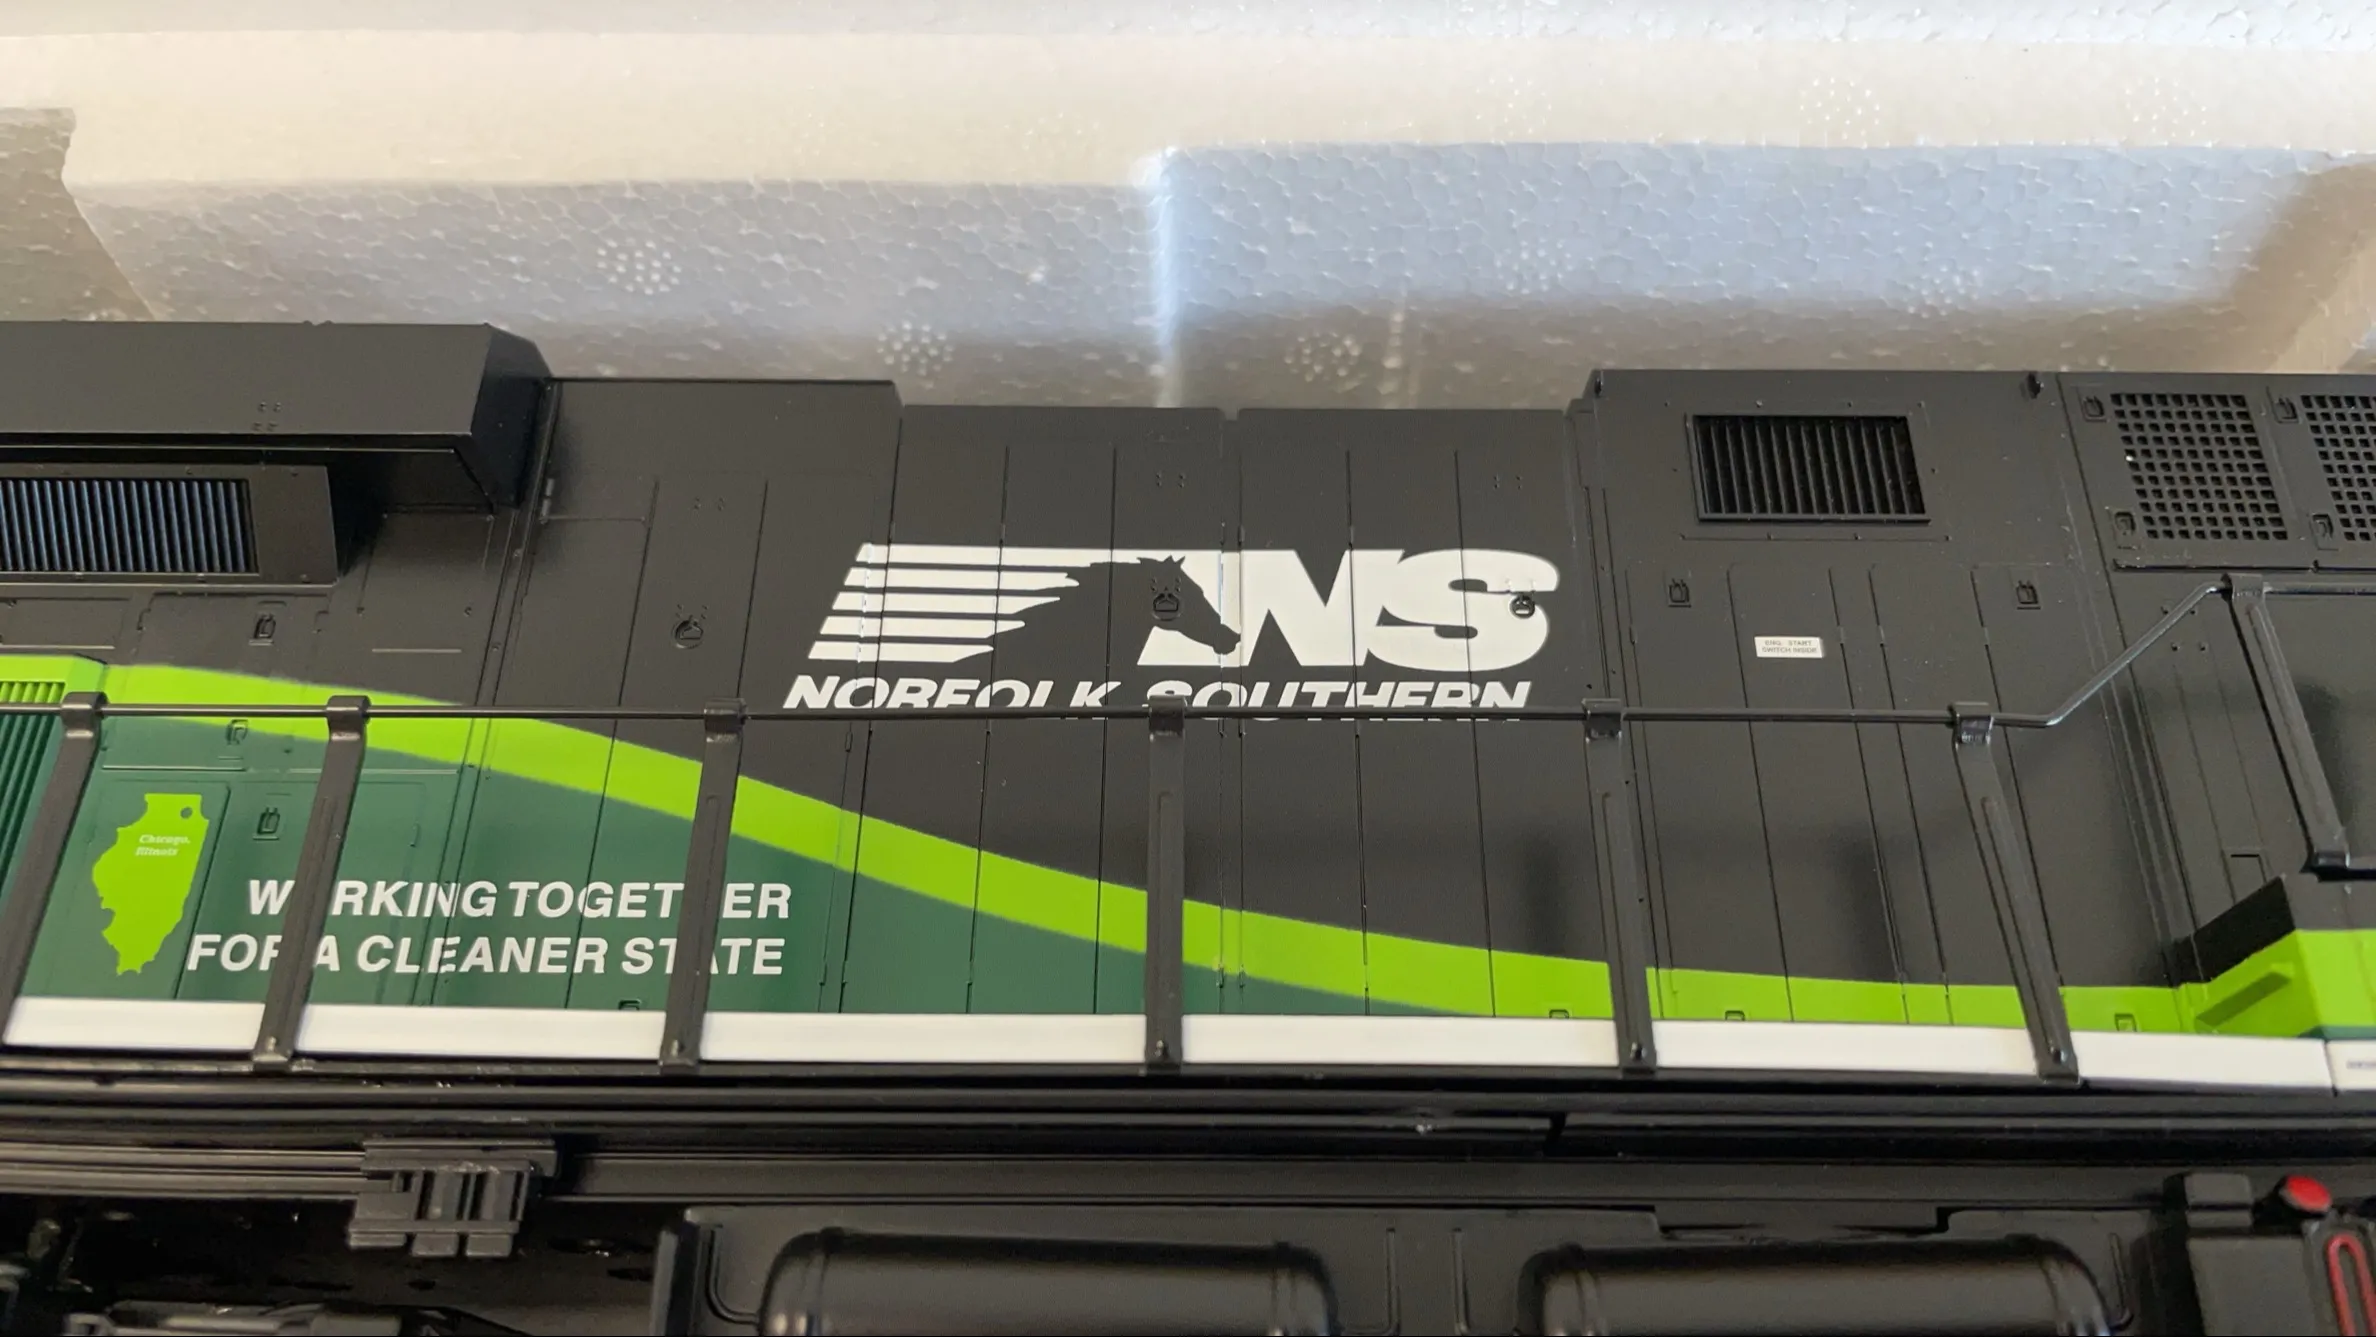 NS
NORFOLK SOUTHERN
ENG. START
SWITCH INSIDE
Chicago,
Illinois
WORKING TOGETHER
FOR A CLEANER STATE